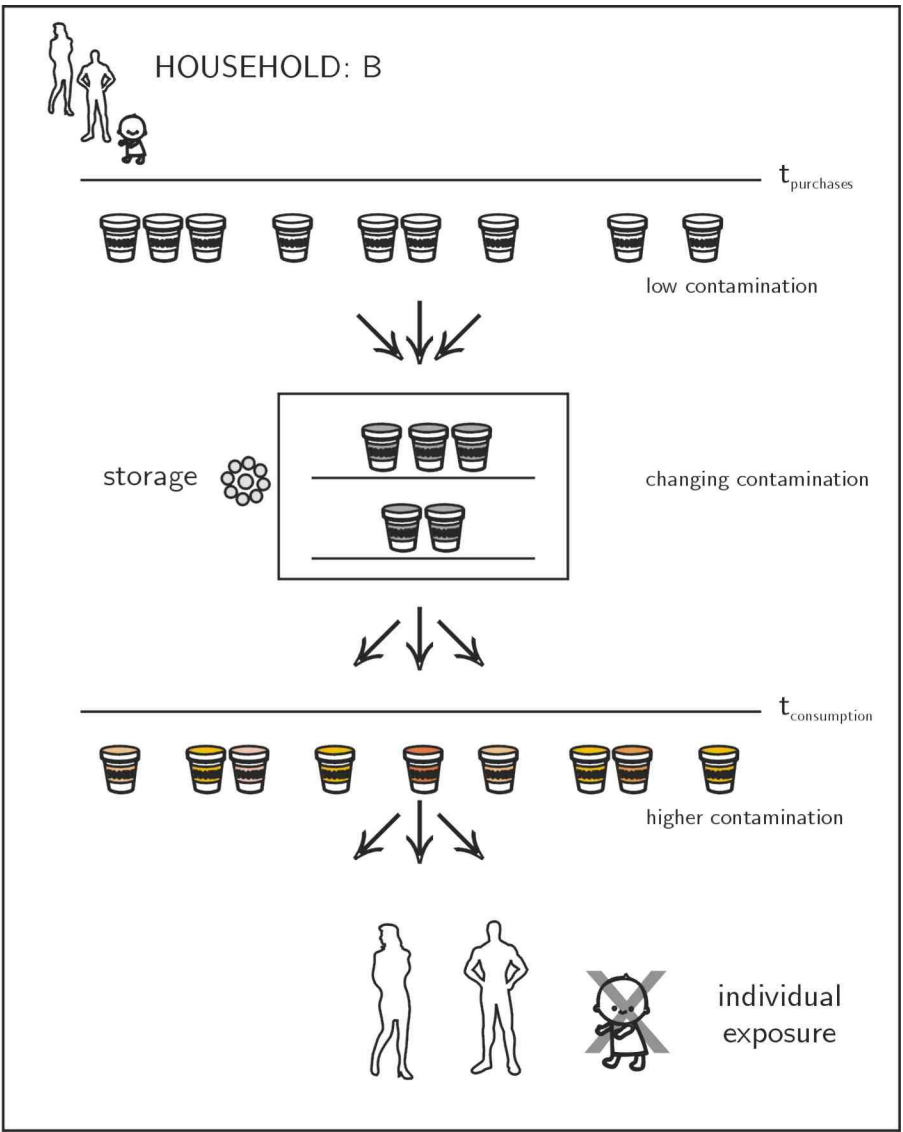 HOUSEHOLD: B
tpurchases
low contamination
storage
changing contamination
tconsumption
higher contamination
individual
exposure